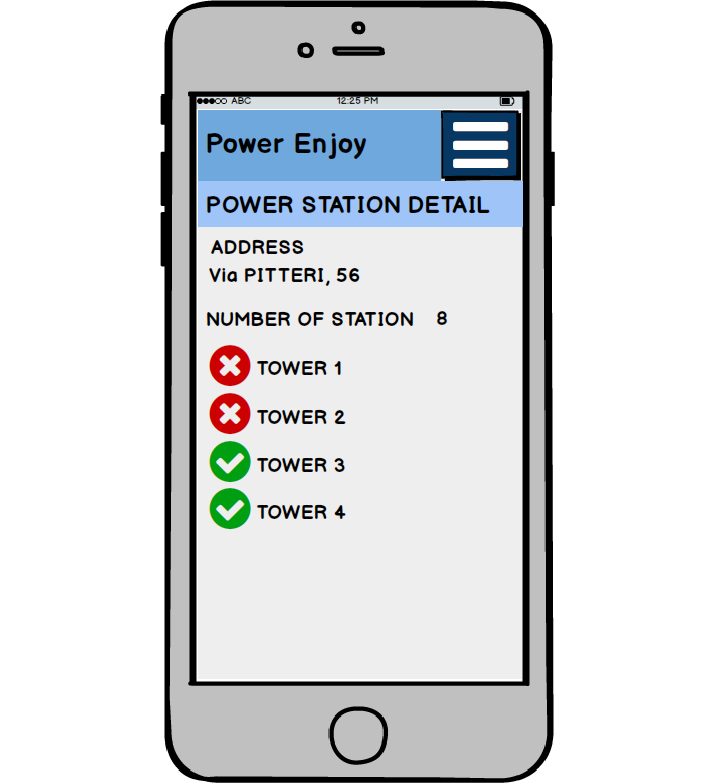 ABC 12:25 PM
Power Enjoy
POWER STATION DETAIL
ADDRESS
Via PITTERI, 56
NUMBER OF STATION 8
TOWER 1
TOWER 2
TOWER 3
TOWER 4